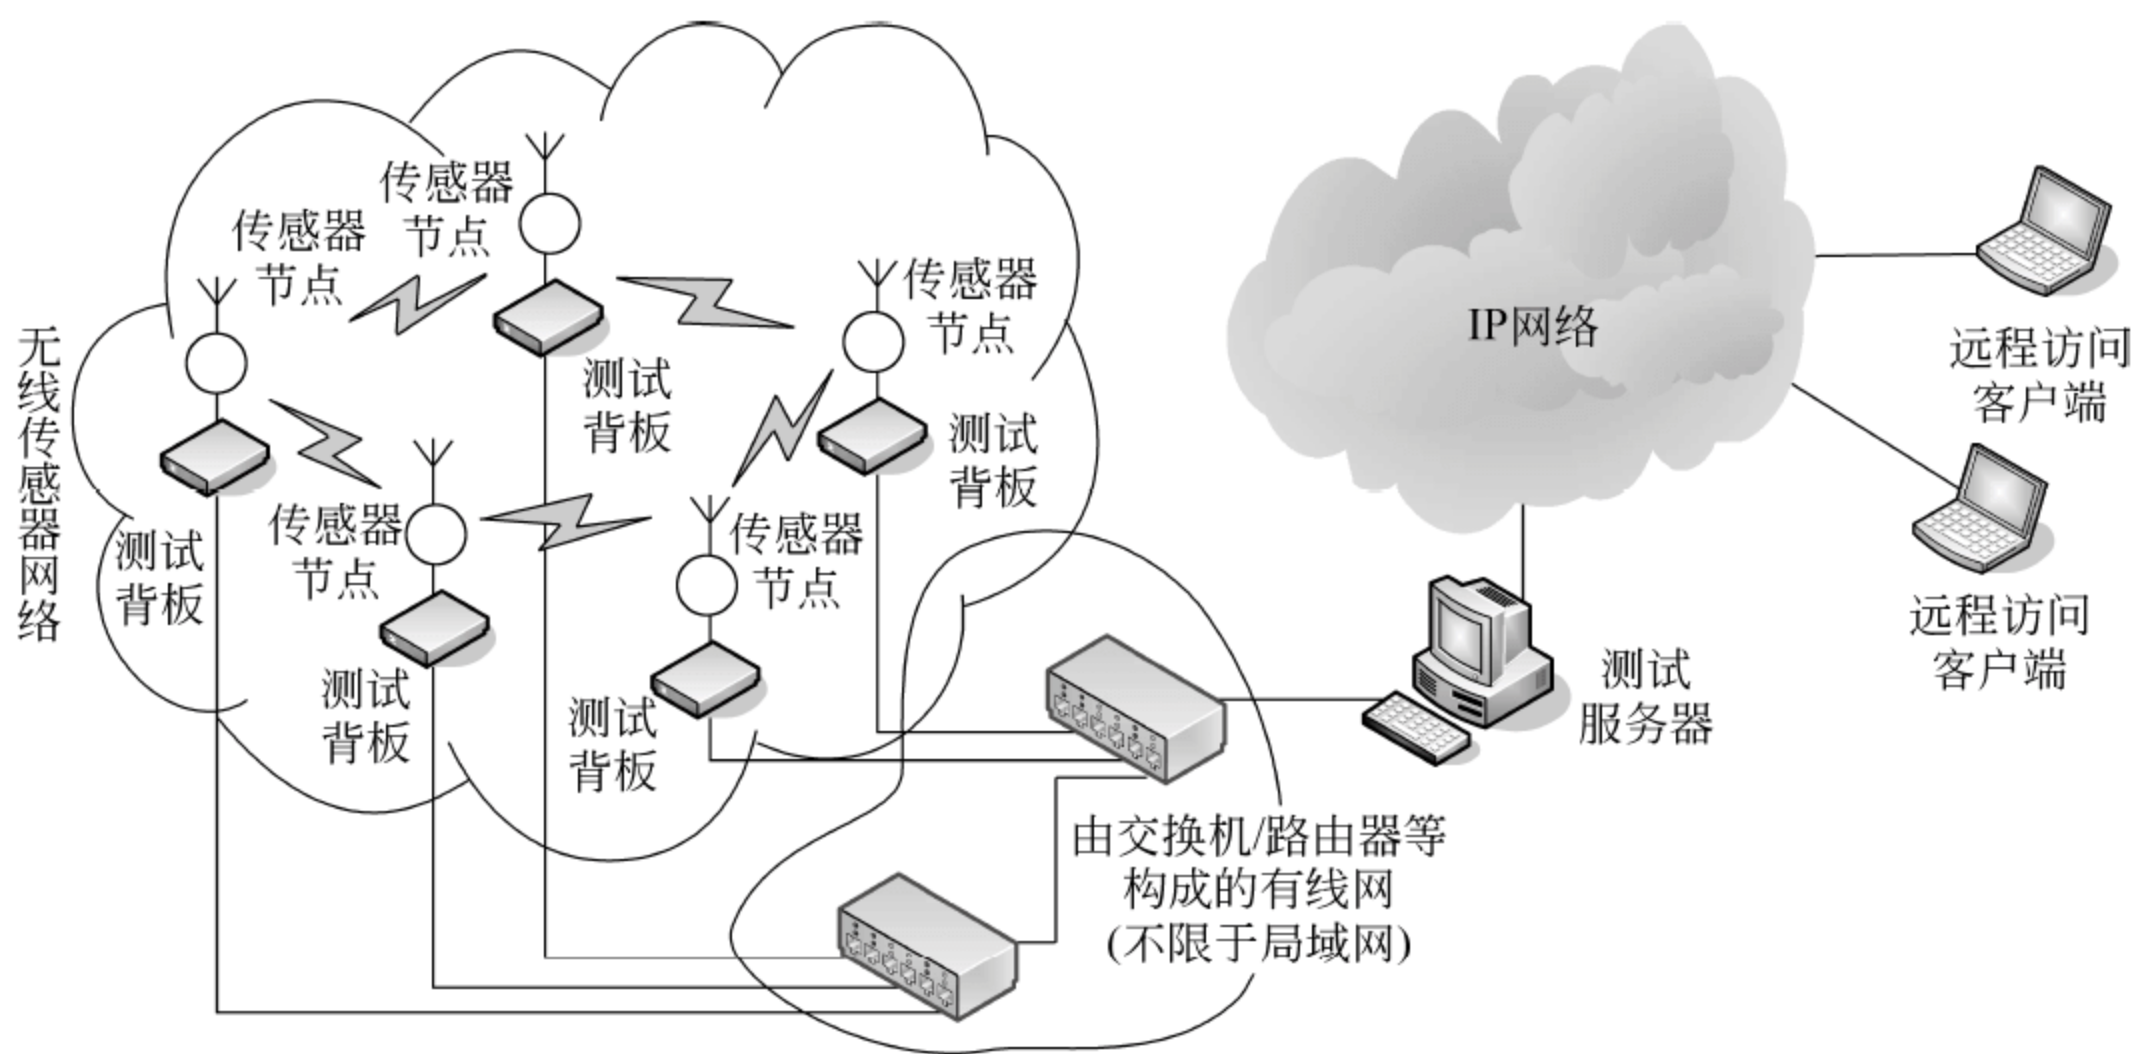 无线传感器网络
传感器
节点
传感器
节点
传感器
节点
测试
背板
测试
背板
测试
背板
传感器
节点
传感器
节点
测试
背板
测试
背板
IP网络
远程访问
客户端
远程访问
客户端
测试
服务器
由交换机/路由器等
构成的有线网
(不限于局域网)